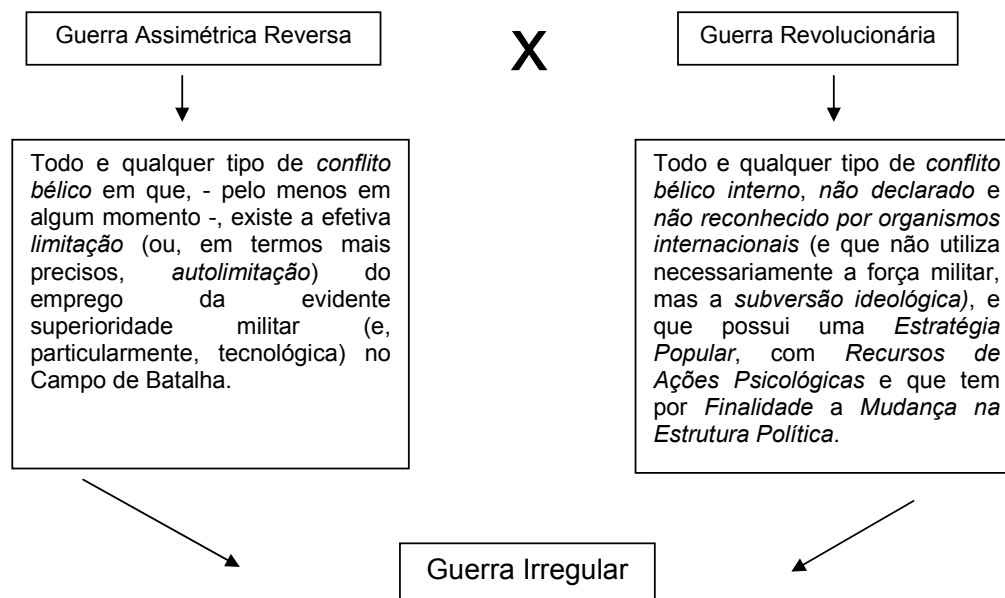 Guerra Assimétrica Reversa
X
Guerra Revolucionária
Todo e qualquer tipo de conflito
bélico em que, - pelo menos em
algum momento -, existe a efetiva
limitação (ou, em termos mais
precisos, autolimitação) do
emprego da evidente
superioridade militar (e,
particularmente, tecnológica) no
Campo de Batalha.
Todo e qualquer tipo de conflito
bélico interno, não declarado e
não reconhecido por organismos
internacionais (e que não utiliza
necessariamente a força militar,
mas a subversão ideológica), e
que possui uma Estratégia
Popular, com Recursos de
Ações Psicológicas e que tem
por Finalidade a Mudança na
Estrutura Política.
Guerra Irregular